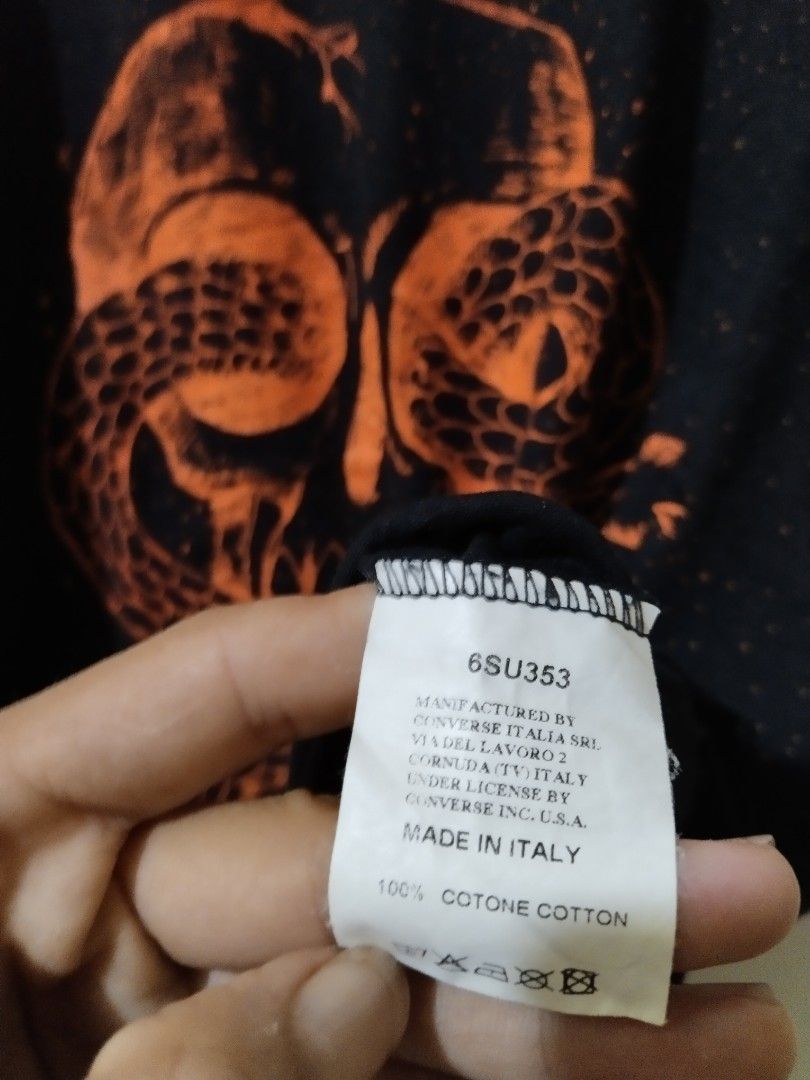 6SU353
MANIFACTURED BY
CONVERSE ITALIA SRL
VIA DEL LAVORO 2
CORNUDA (TV) ITALY
UNDER LICENSE BY
CONVERSE INC. U.S.A.
MADE IN ITALY
100% COTONE COTTON